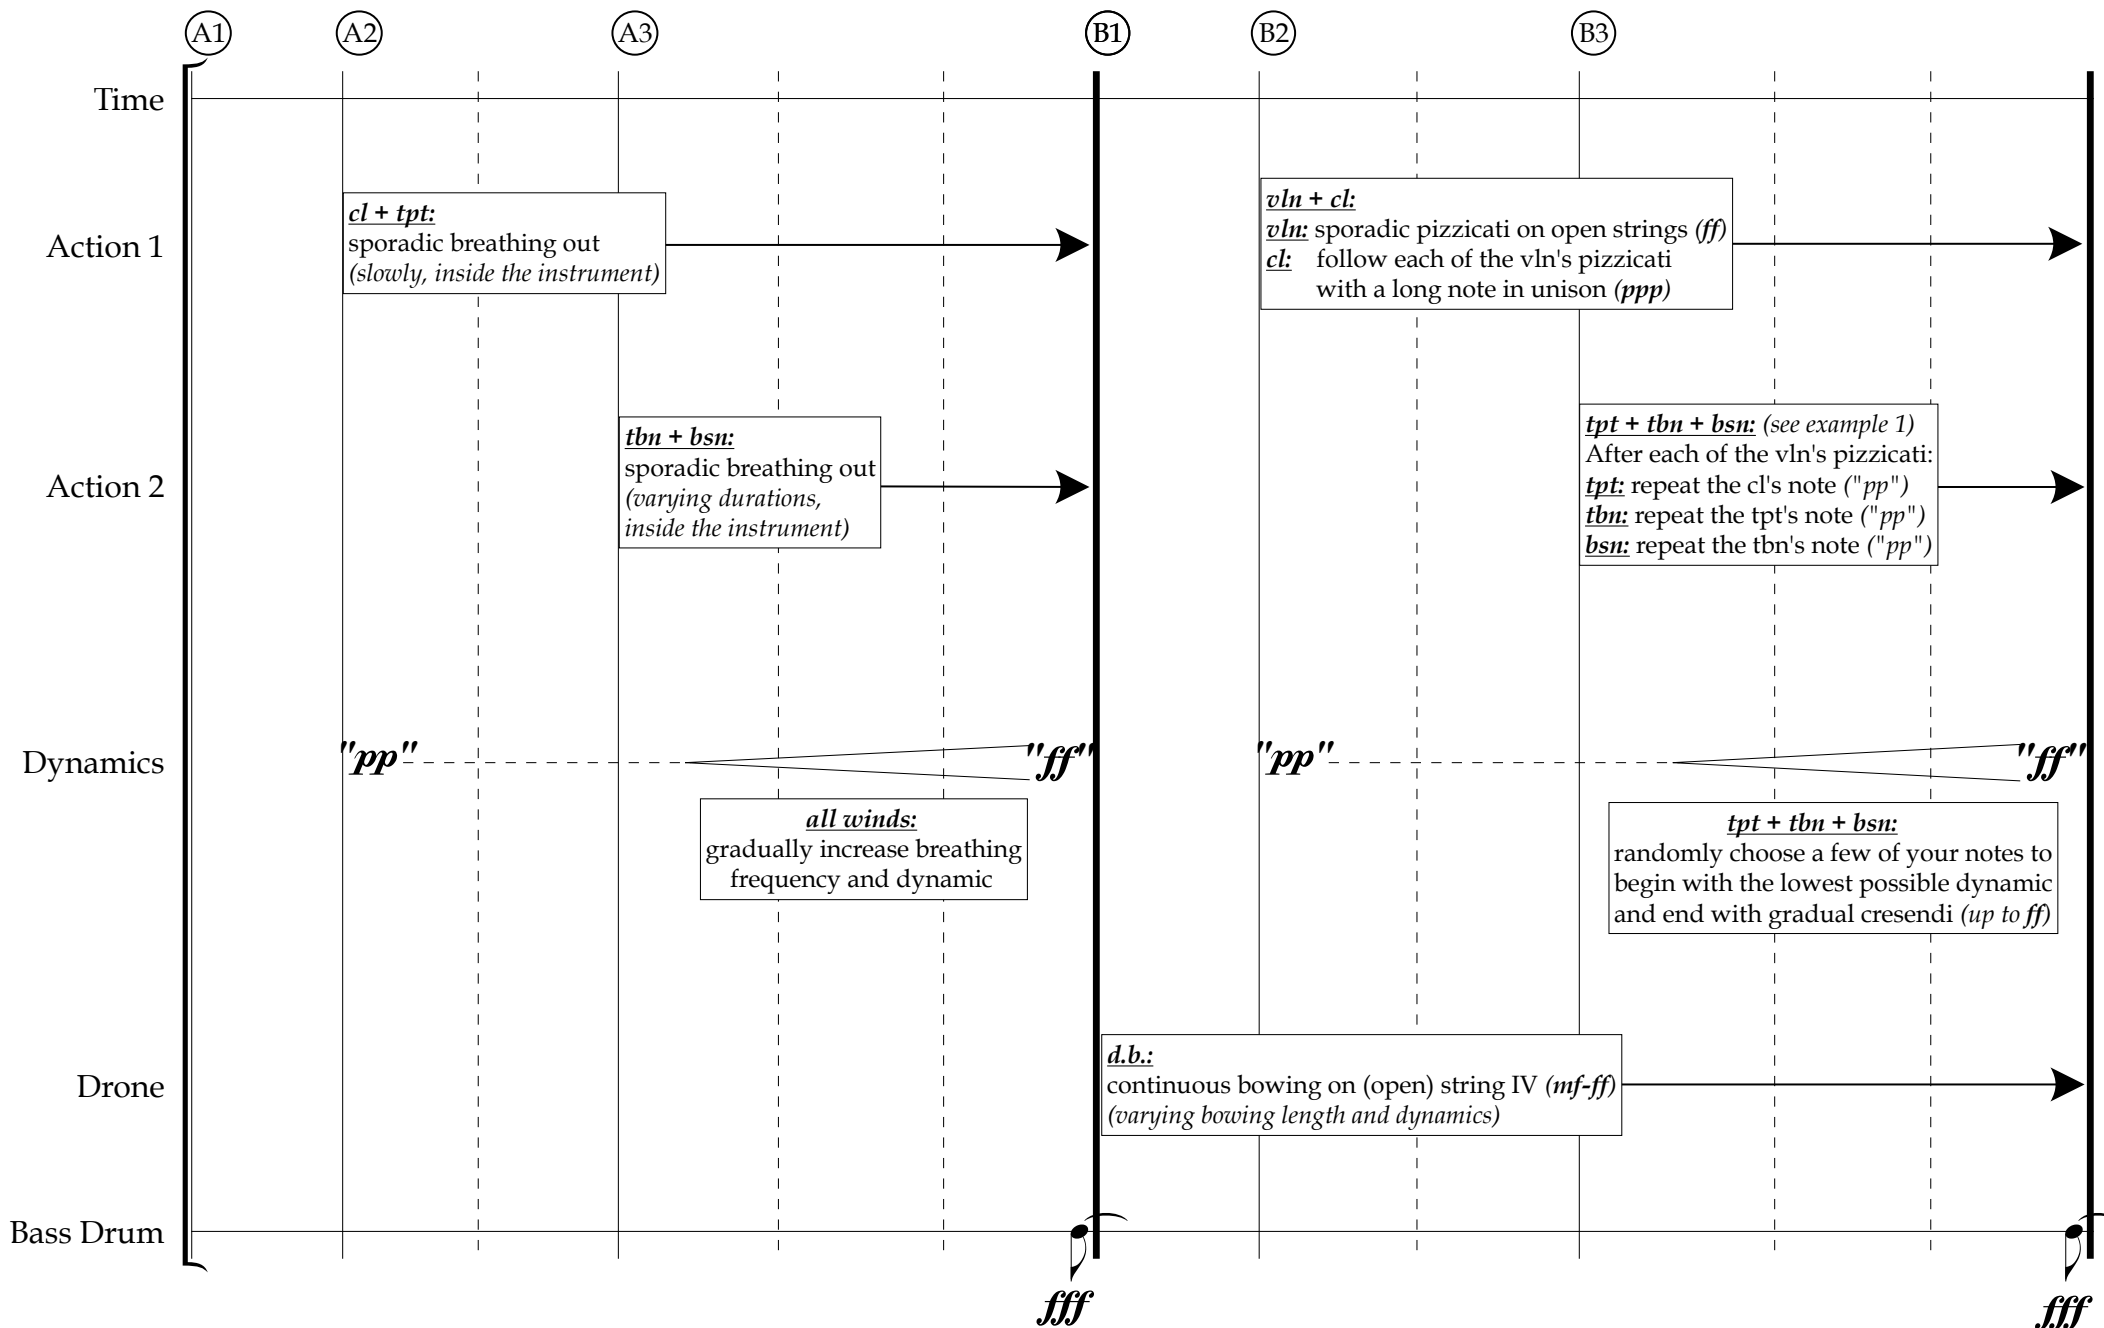 A1 A2 A3 B1 B2 B3
Time
Action 1
cl + tpt:
sporadic breathing out
(slowly, inside the instrument)
vln + cl:
vln: sporadic pizzicati on open strings (ff)
cl: follow each of the vln's pizzicati
with a long note in unison (ppp)
Action 2
tbn + bsn:
sporadic breathing out
(varying durations,
inside the instrument)
tpt + tbn + bsn: (see example 1)
After each of the vln's pizzicati:
tpt: repeat the cl's note ("pp")
tbn: repeat the tpt's note ("pp")
bsn: repeat the tbn's note ("pp")
Dynamics
"pp" "ff" "pp" "ff"
all winds:
gradually increase breathing
frequency and dynamic
tpt + tbn + bsn:
randomly choose a few of your notes to
begin with the lowest possible dynamic
and end with gradual cresendi (up to ff)
Drone
d.b.:
continuous bowing on (open) string IV (mf-ff)
(varying bowing length and dynamics)
Bass Drum
fff fff